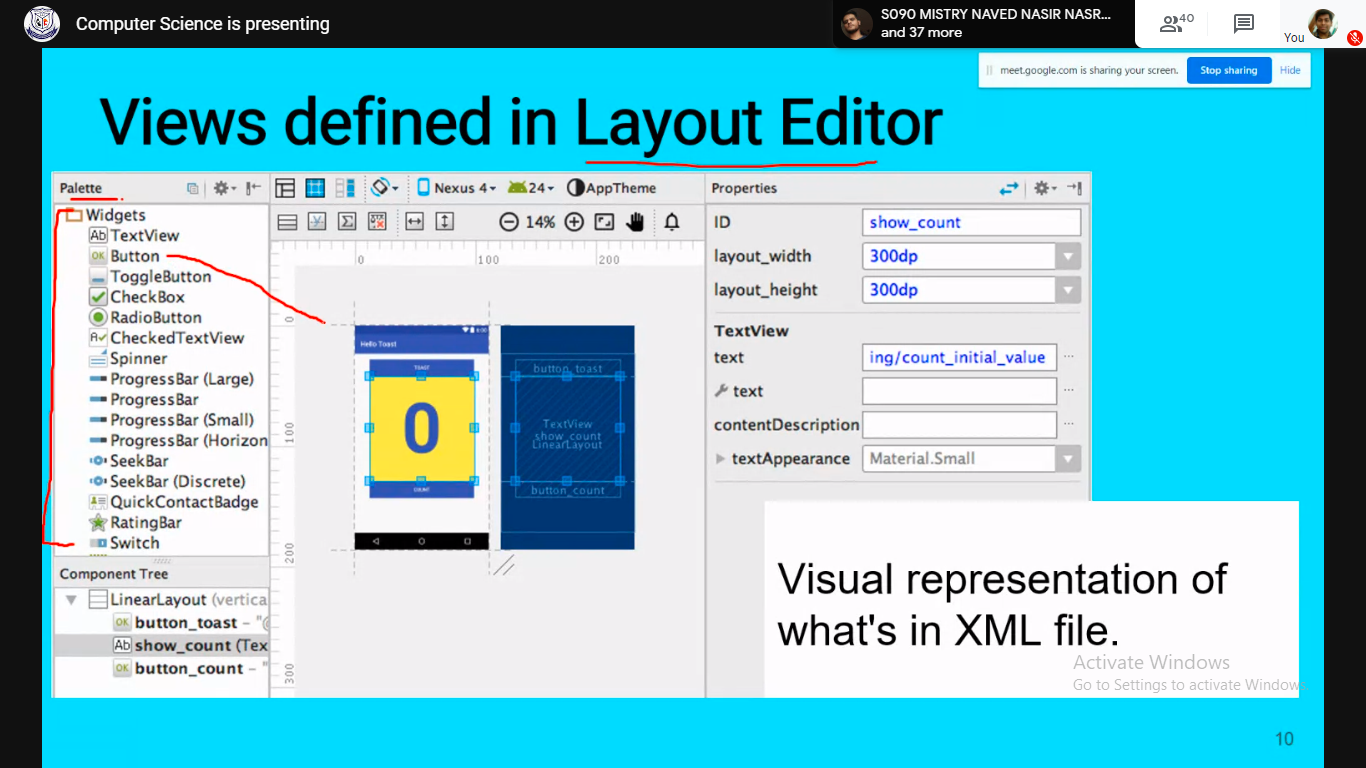 Computer Science is presenting
S090 MISTRY NAVED NASIR NASR...
and 37 more
40
You
meet.google.com is sharing your screen.
Stop sharing
Hide
Views defined in Layout Editor
Palette
Nexus 4
24
AppTheme
Properties
Widgets
Ab TextView
OK Button
ToggleButton
CheckBox
RadioButton
CheckedTextView
Spinner
ProgressBar (Large)
ProgressBar
ProgressBar (Small)
ProgressBar (Horizon
SeekBar
SeekBar (Discrete)
QuickContactBadge
RatingBar
Switch
14%
0 100 200
0
100
200
300
6:00
Hello Toast
TOAST
0
COUNT
button_toast
TextView
show_count
LinearLayout
button_count
ID
show_count
layout_width
300dp
layout_height
300dp
TextView
text
ing/count_initial_value
...
text
...
contentDescription
...
textAppearance
Material.Small
Component Tree
LinearLayout (vertica
OK button_toast – "@
Ab show_count (Tex
OK button_count – "
Visual representation of
what's in XML file.
Activate Windows
Go to Settings to activate Windows.
10